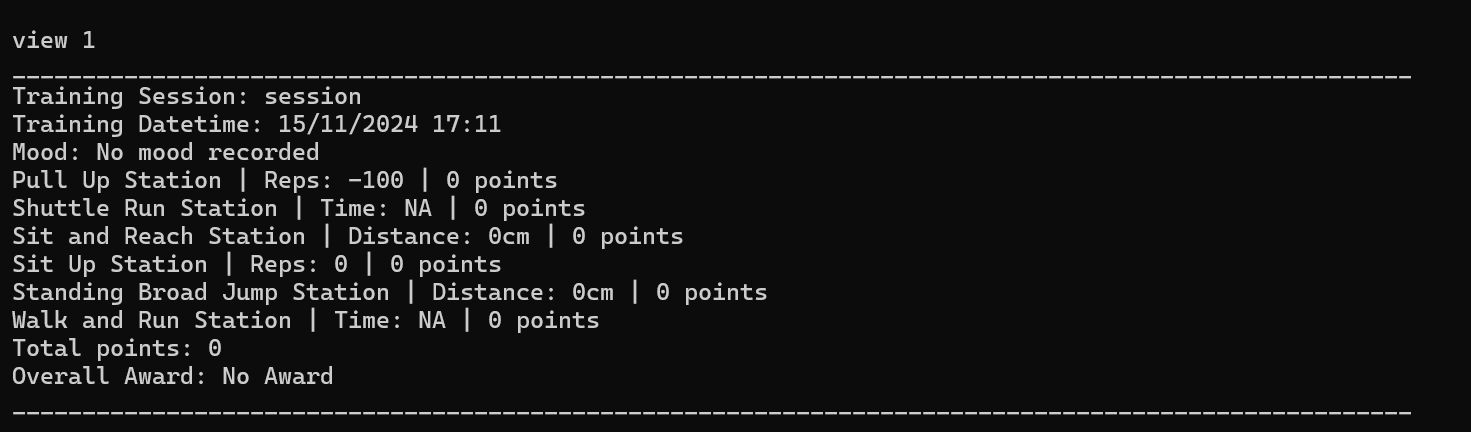 view 1
____________________________________________________________________________________________________
Training Session: session
Training Datetime: 15/11/2024 17:11
Mood: No mood recorded
Pull Up Station | Reps: -100 | 0 points
Shuttle Run Station | Time: NA | 0 points
Sit and Reach Station | Distance: 0cm | 0 points
Sit Up Station | Reps: 0 | 0 points
Standing Broad Jump Station | Distance: 0cm | 0 points
Walk and Run Station | Time: NA | 0 points
Total points: 0
Overall Award: No Award
____________________________________________________________________________________________________